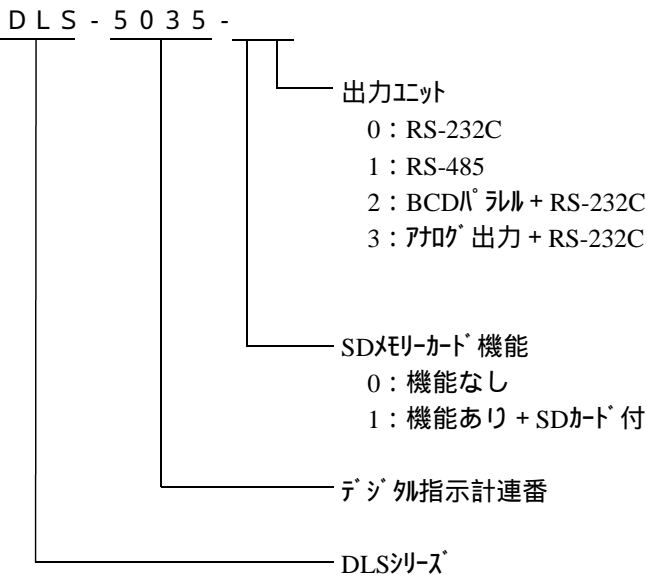 DLS-5035-
出力ﾕﾆｯﾄ
0：RS-232C
1：RS-485
2：BCDﾊﾟﾗﾚﾙ+RS-232C
3：ｱﾅﾛｸﾞ出力+RS-232C
SDﾒﾓﾘｰｶｰﾄﾞ機能
0：機能なし
1：機能あり+SDｶｰﾄﾞ付
ﾃﾞｼﾞﾀﾙ指示計連番
DLSｼﾘｰｽﾞ